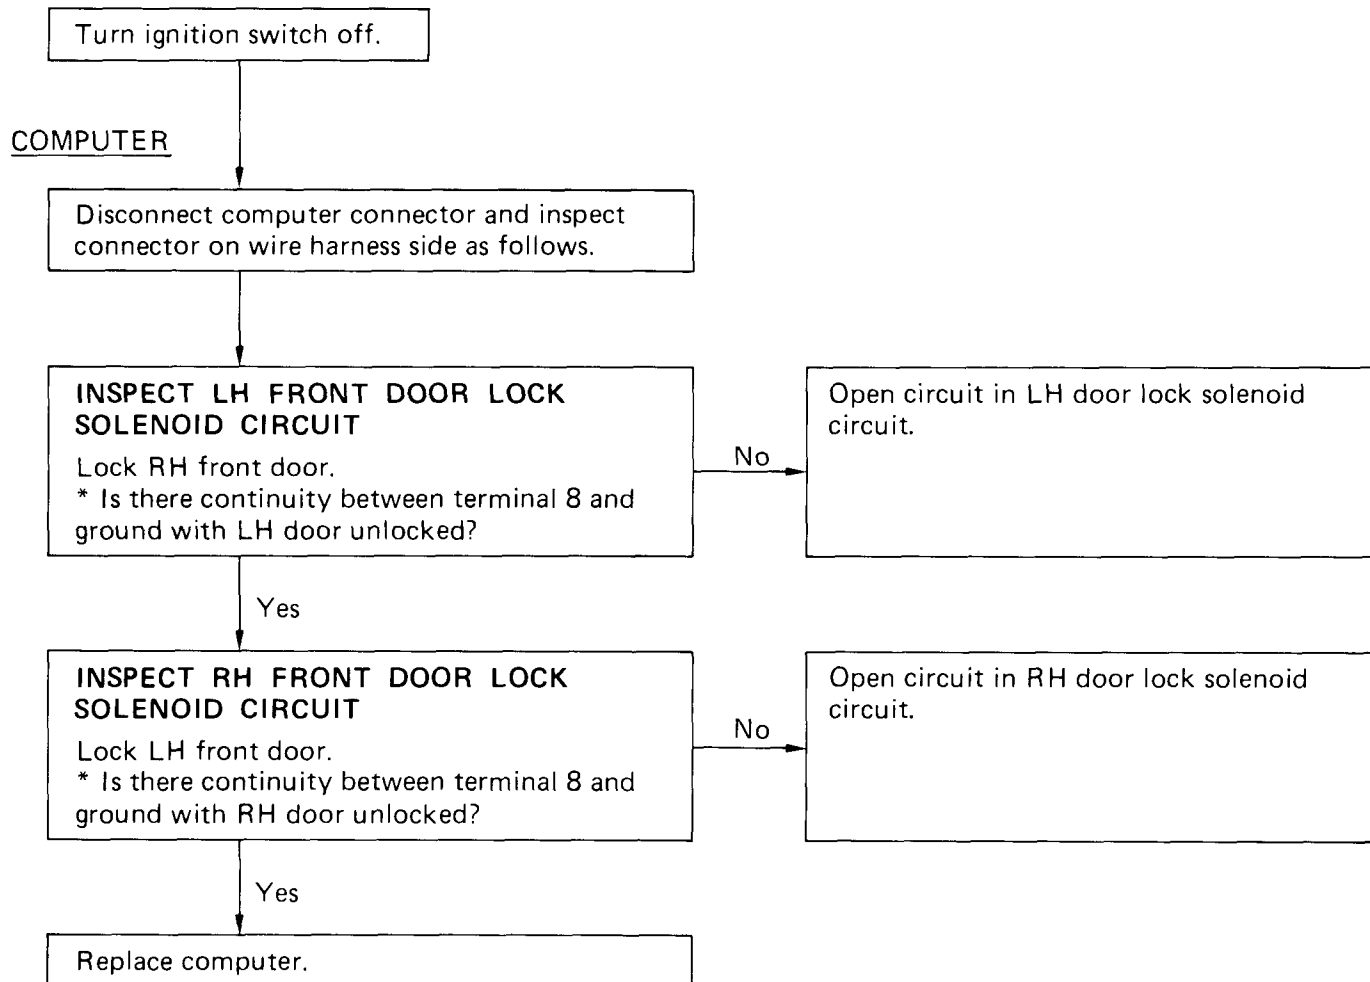 Turn ignition switch off.
COMPUTER
Disconnect computer connector and inspect
connector on wire harness side as follows.
INSPECT LH FRONT DOOR LOCK
SOLENOID CIRCUIT
Lock RH front door.
* Is there continuity between terminal 8 and
ground with LH door unlocked?
No
Open circuit in LH door lock solenoid
circuit.
Yes
INSPECT RH FRONT DOOR LOCK
SOLENOID CIRCUIT
Lock LH front door.
* Is there continuity between terminal 8 and
ground with RH door unlocked?
No
Open circuit in RH door lock solenoid
circuit.
Yes
Replace computer.